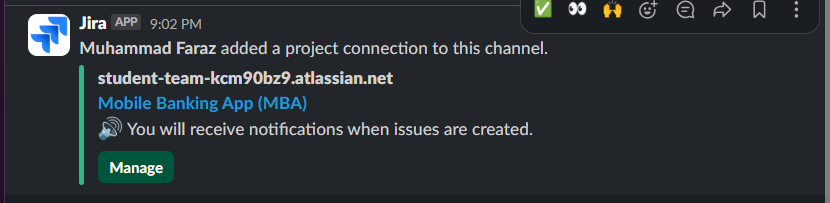 Jira APP 9:02 PM
Muhammad Faraz added a project connection to this channel.
student-team-kcm90bz9.atlassian.net
Mobile Banking App (MBA)
🔊 You will receive notifications when issues are created.
Manage